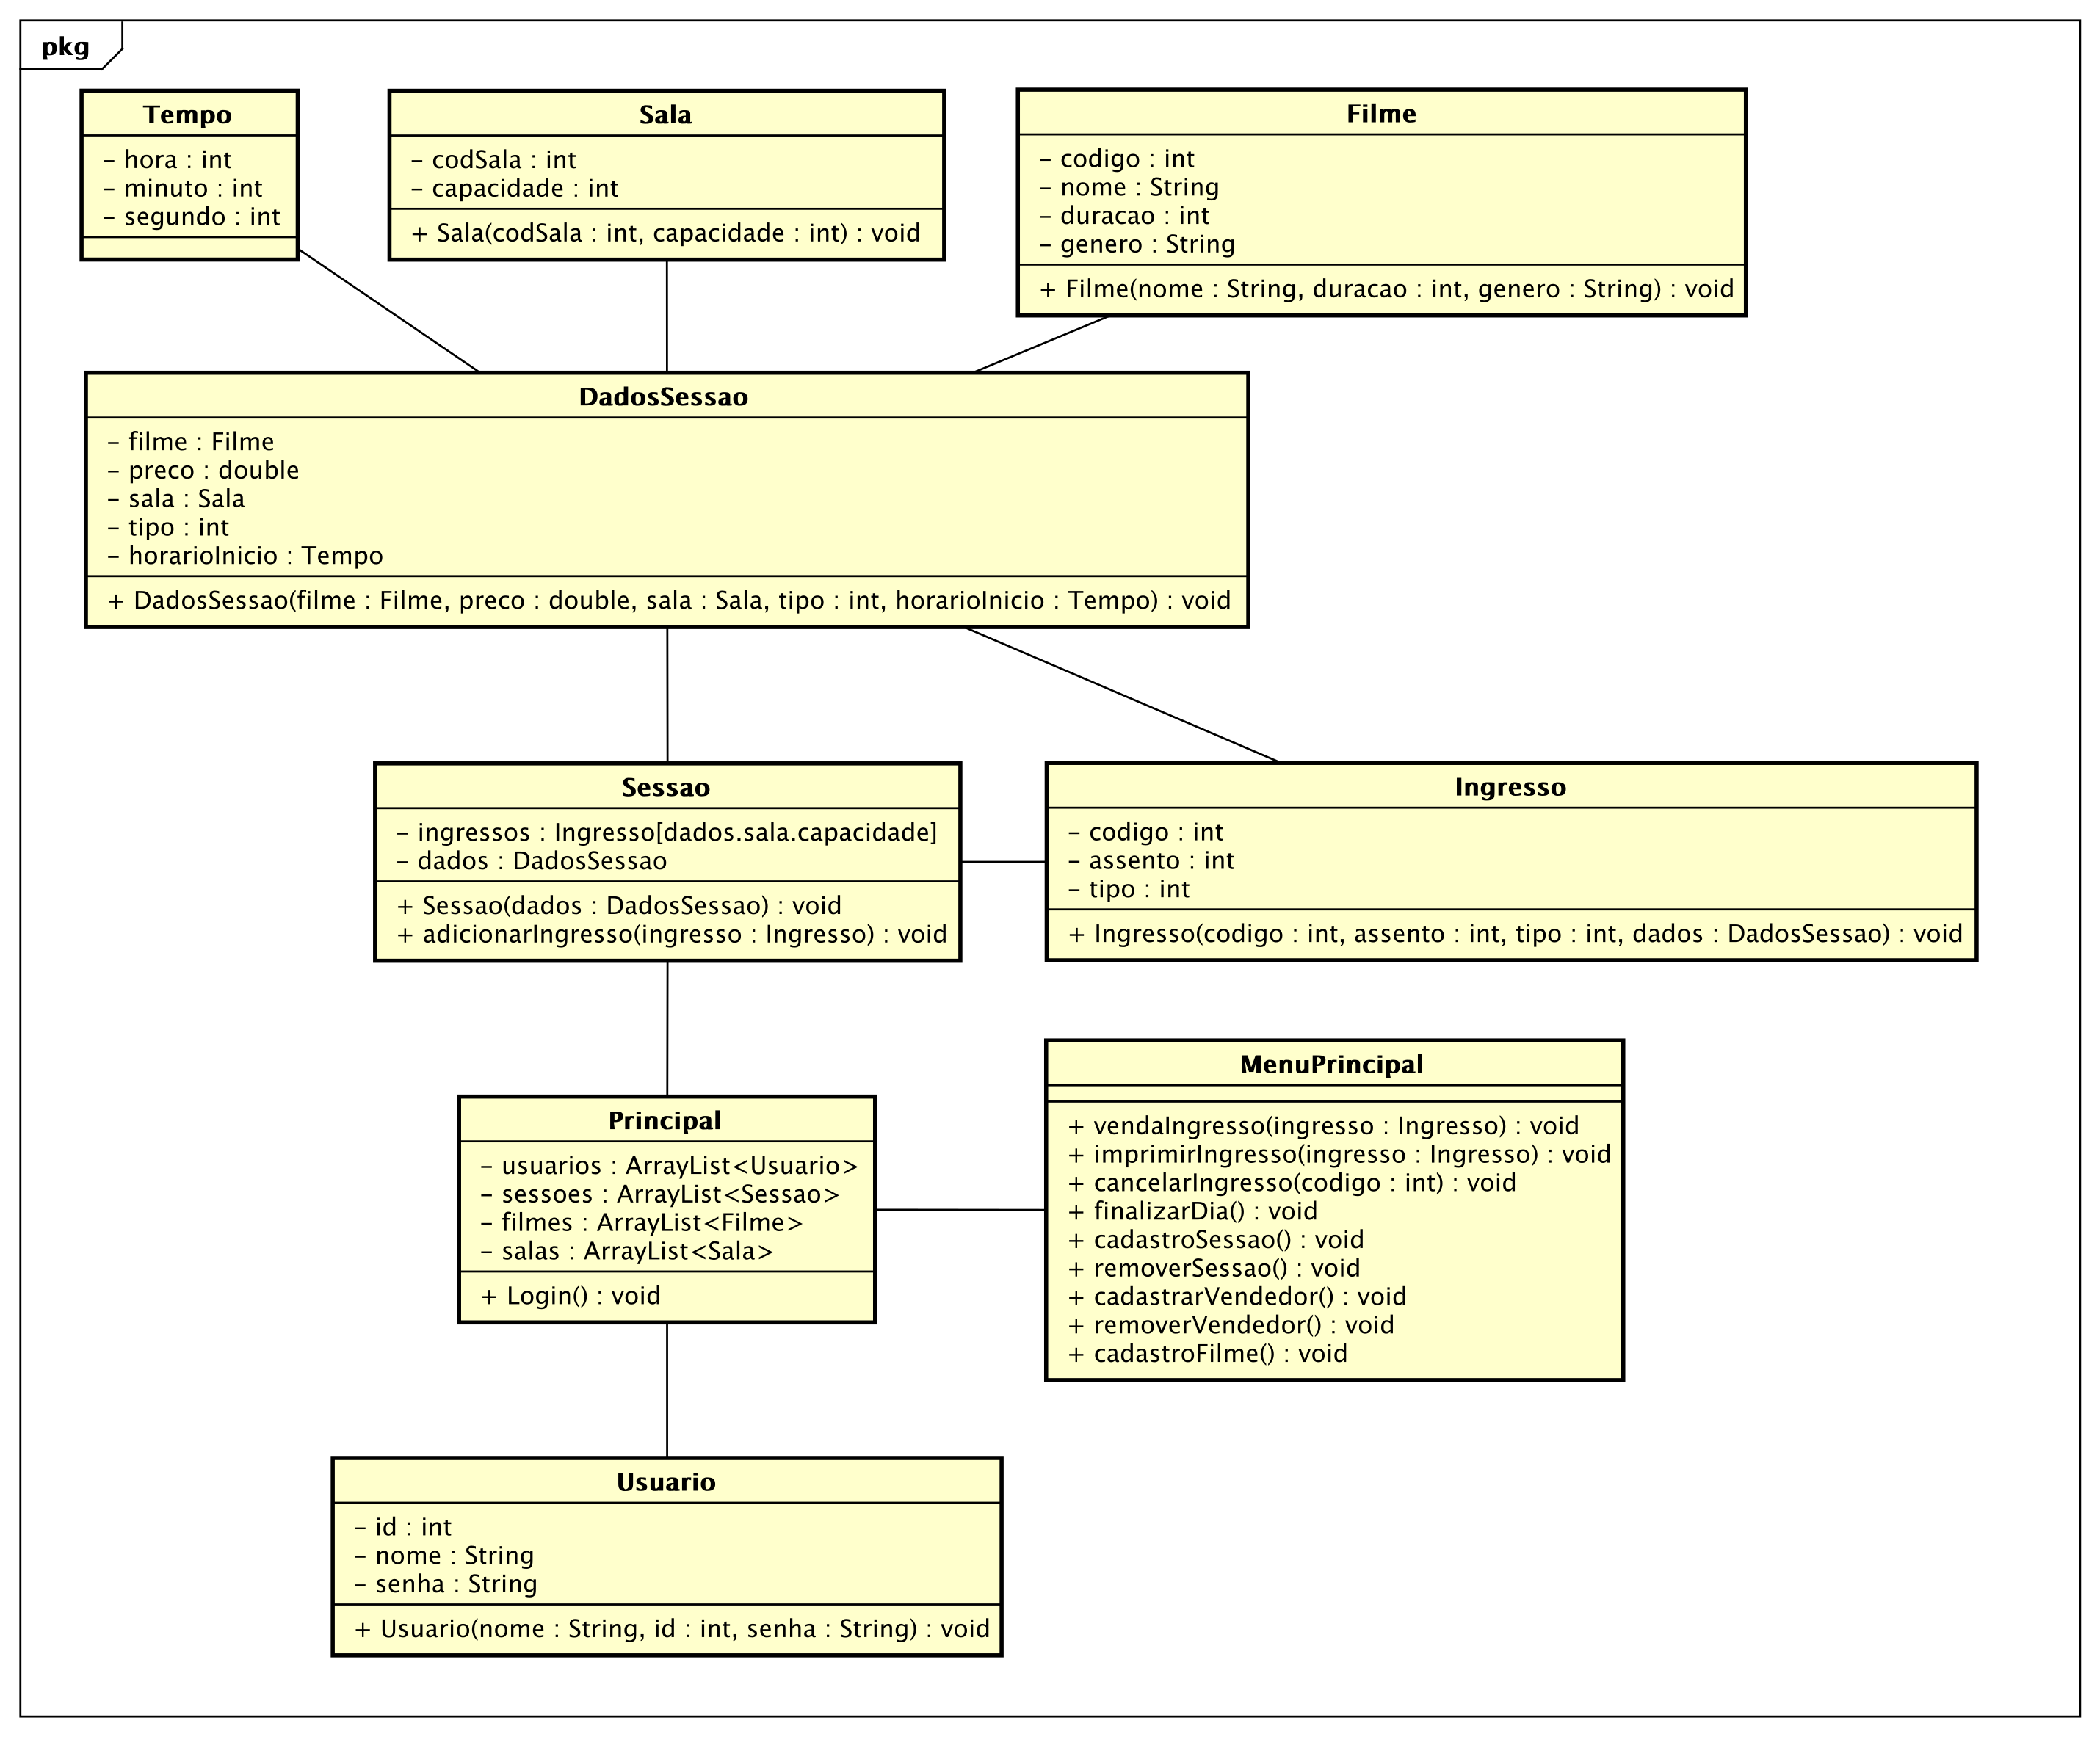 pkg
Tempo
– hora : int
– minuto : int
– segundo : int
Sala
– codSala : int
– capacidade : int
+ Sala(codSala : int, capacidade : int) : void
Filme
– codigo : int
– nome : String
– duracao : int
– genero : String
+ Filme(nome : String, duracao : int, genero : String) : void
DadosSessao
– filme : Filme
– preco : double
– sala : Sala
– tipo : int
– horarioInicio : Tempo
+ DadosSessao(filme : Filme, preco : double, sala : Sala, tipo : int, horarioInicio : Tempo) : void
Sessao
– ingressos : Ingresso[dados.sala.capacidade]
– dados : DadosSessao
+ Sessao(dados : DadosSessao) : void
+ adicionarIngresso(ingresso : Ingresso) : void
Ingresso
– codigo : int
– assento : int
– tipo : int
+ Ingresso(codigo : int, assento : int, tipo : int, dados : DadosSessao) : void
Principal
– usuarios : ArrayList<Usuario>
– sessoes : ArrayList<Sessao>
– filmes : ArrayList<Filme>
– salas : ArrayList<Sala>
+ Login() : void
MenuPrincipal
+ vendaIngresso(ingresso : Ingresso) : void
+ imprimirIngresso(ingresso : Ingresso) : void
+ cancelarIngresso(codigo : int) : void
+ finalizarDia() : void
+ cadastroSessao() : void
+ removerSessao() : void
+ cadastrarVendedor() : void
+ removerVendedor() : void
+ cadastroFilme() : void
Usuario
– id : int
– nome : String
– senha : String
+ Usuario(nome : String, id : int, senha : String) : void